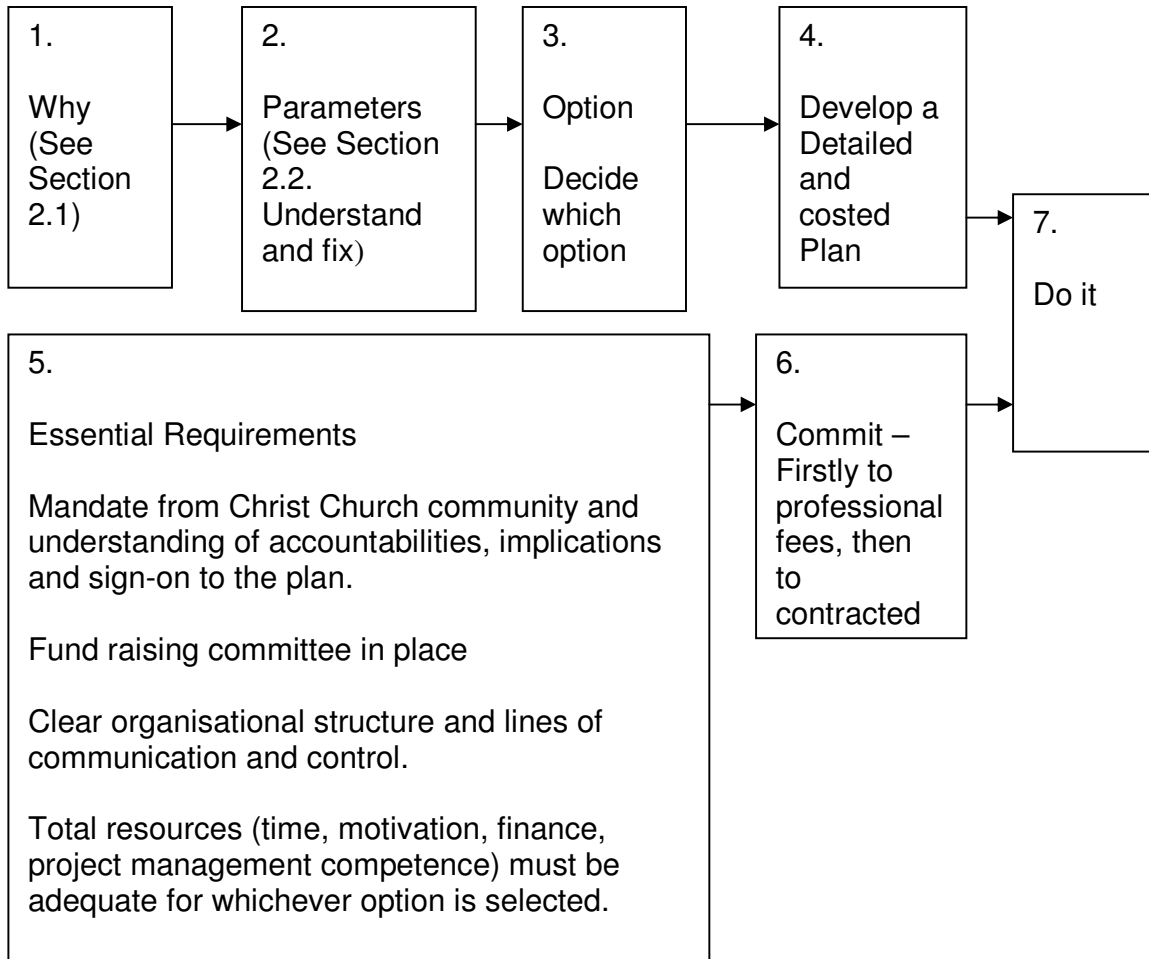 1.
Why
(See
Section
2.1)
2.
Parameters
(See Section
2.2.
Understand
and fix)
3.
Option
Decide
which
option
4.
Develop a
Detailed
and
costed
Plan
7.
Do it
5.
Essential Requirements
Mandate from Christ Church community and
understanding of accountabilities, implications
and sign-on to the plan.
Fund raising committee in place
Clear organisational structure and lines of
communication and control.
Total resources (time, motivation, finance,
project management competence) must be
adequate for whichever option is selected.
6.
Commit –
Firstly to
professional
fees, then
to
contracted